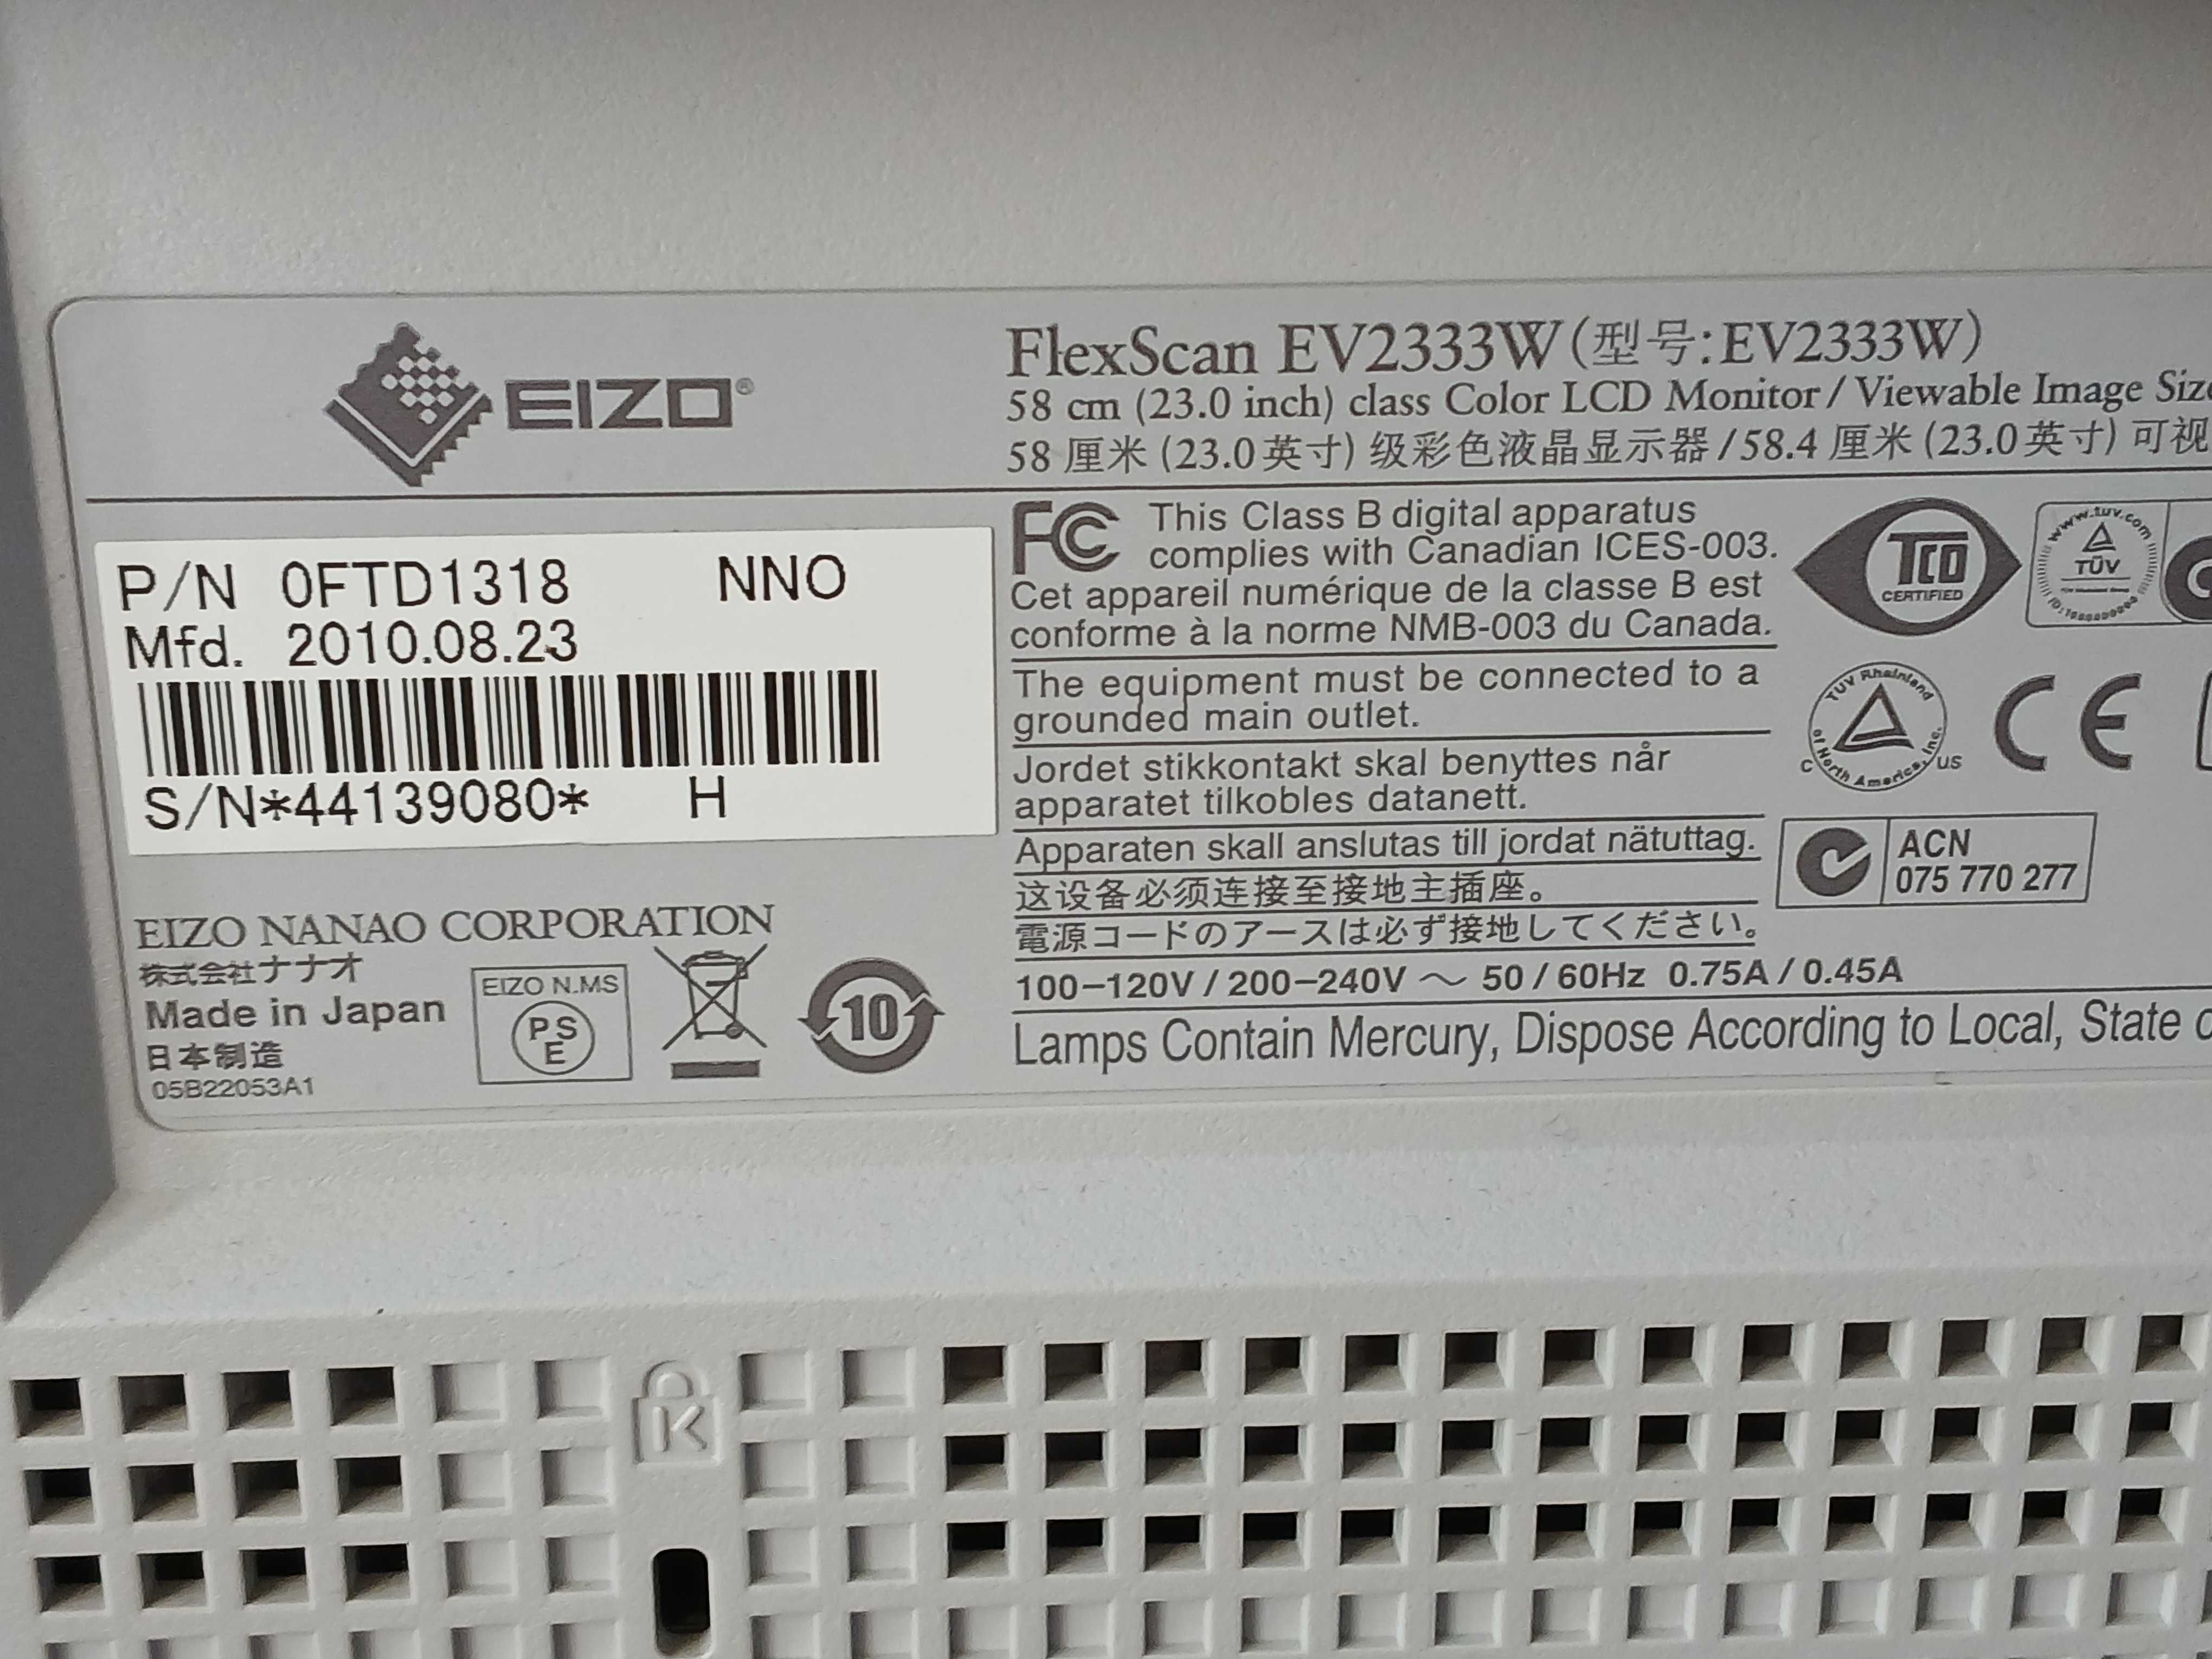 EIZO®
FlexScan EV2333W(型号:EV2333W)
58 cm (23.0 inch) class Color LCD Monitor / Viewable Image Size
58 厘米 (23.0英寸) 级彩色液晶显示器/58.4 厘米 (23.0英寸) 可视
P/N 0FTD1318 NNO
Mfd. 2010.08.23
S/N*44139080* H
EIZO NANAO CORPORATION
株式会社ナナオ
Made in Japan
日本制造
05B22053A1
EIZO N.MS
PS
E
10
FC
This Class B digital apparatus
complies with Canadian ICES-003.
Cet appareil numérique de la classe B est
conforme à la norme NMB-003 du Canada.
The equipment must be connected to a
grounded main outlet.
Jordet stikkontakt skal benyttes når
apparatet tilkobles datanett.
Apparaten skall anslutas till jordat nätuttag.
这设备必须连接至接地主插座。
電源コードのアースは必ず接地してください。
100–120V / 200–240V ～ 50 / 60Hz 0.75A / 0.45A
Lamps Contain Mercury, Dispose According to Local, State
TCO
CERTIFIED
www.tuv.com
TÜV
TUV Rheinland
of North America, Inc.
C US
CE
ACN
075 770 277
K